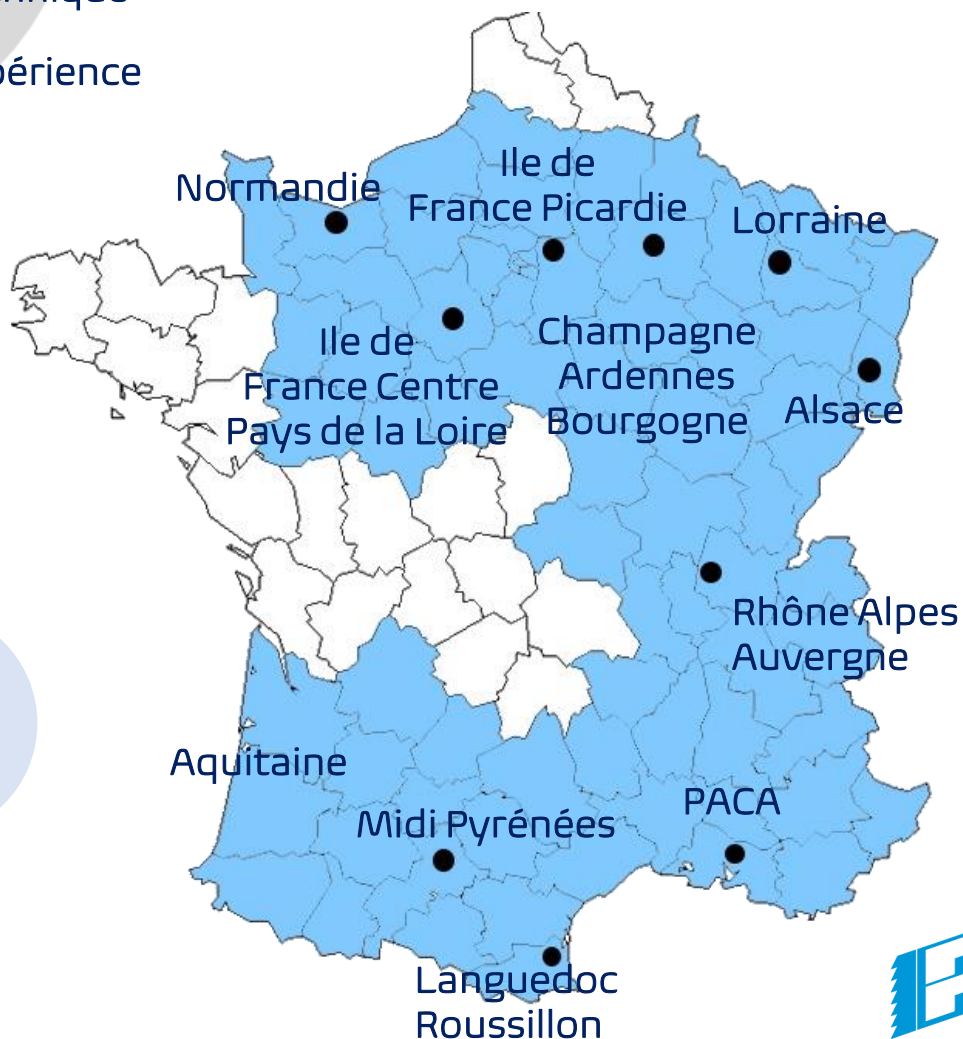 périence
Normandie
Ile de
France Picardie
Lorraine
Ile de
France Centre
Pays de la Loire
Champagne
Ardennes
Bourgogne
Alsace
Rhône Alpes
Auvergne
Aquitaine
Midi Pyrénées
PACA
Languedoc
Roussillon